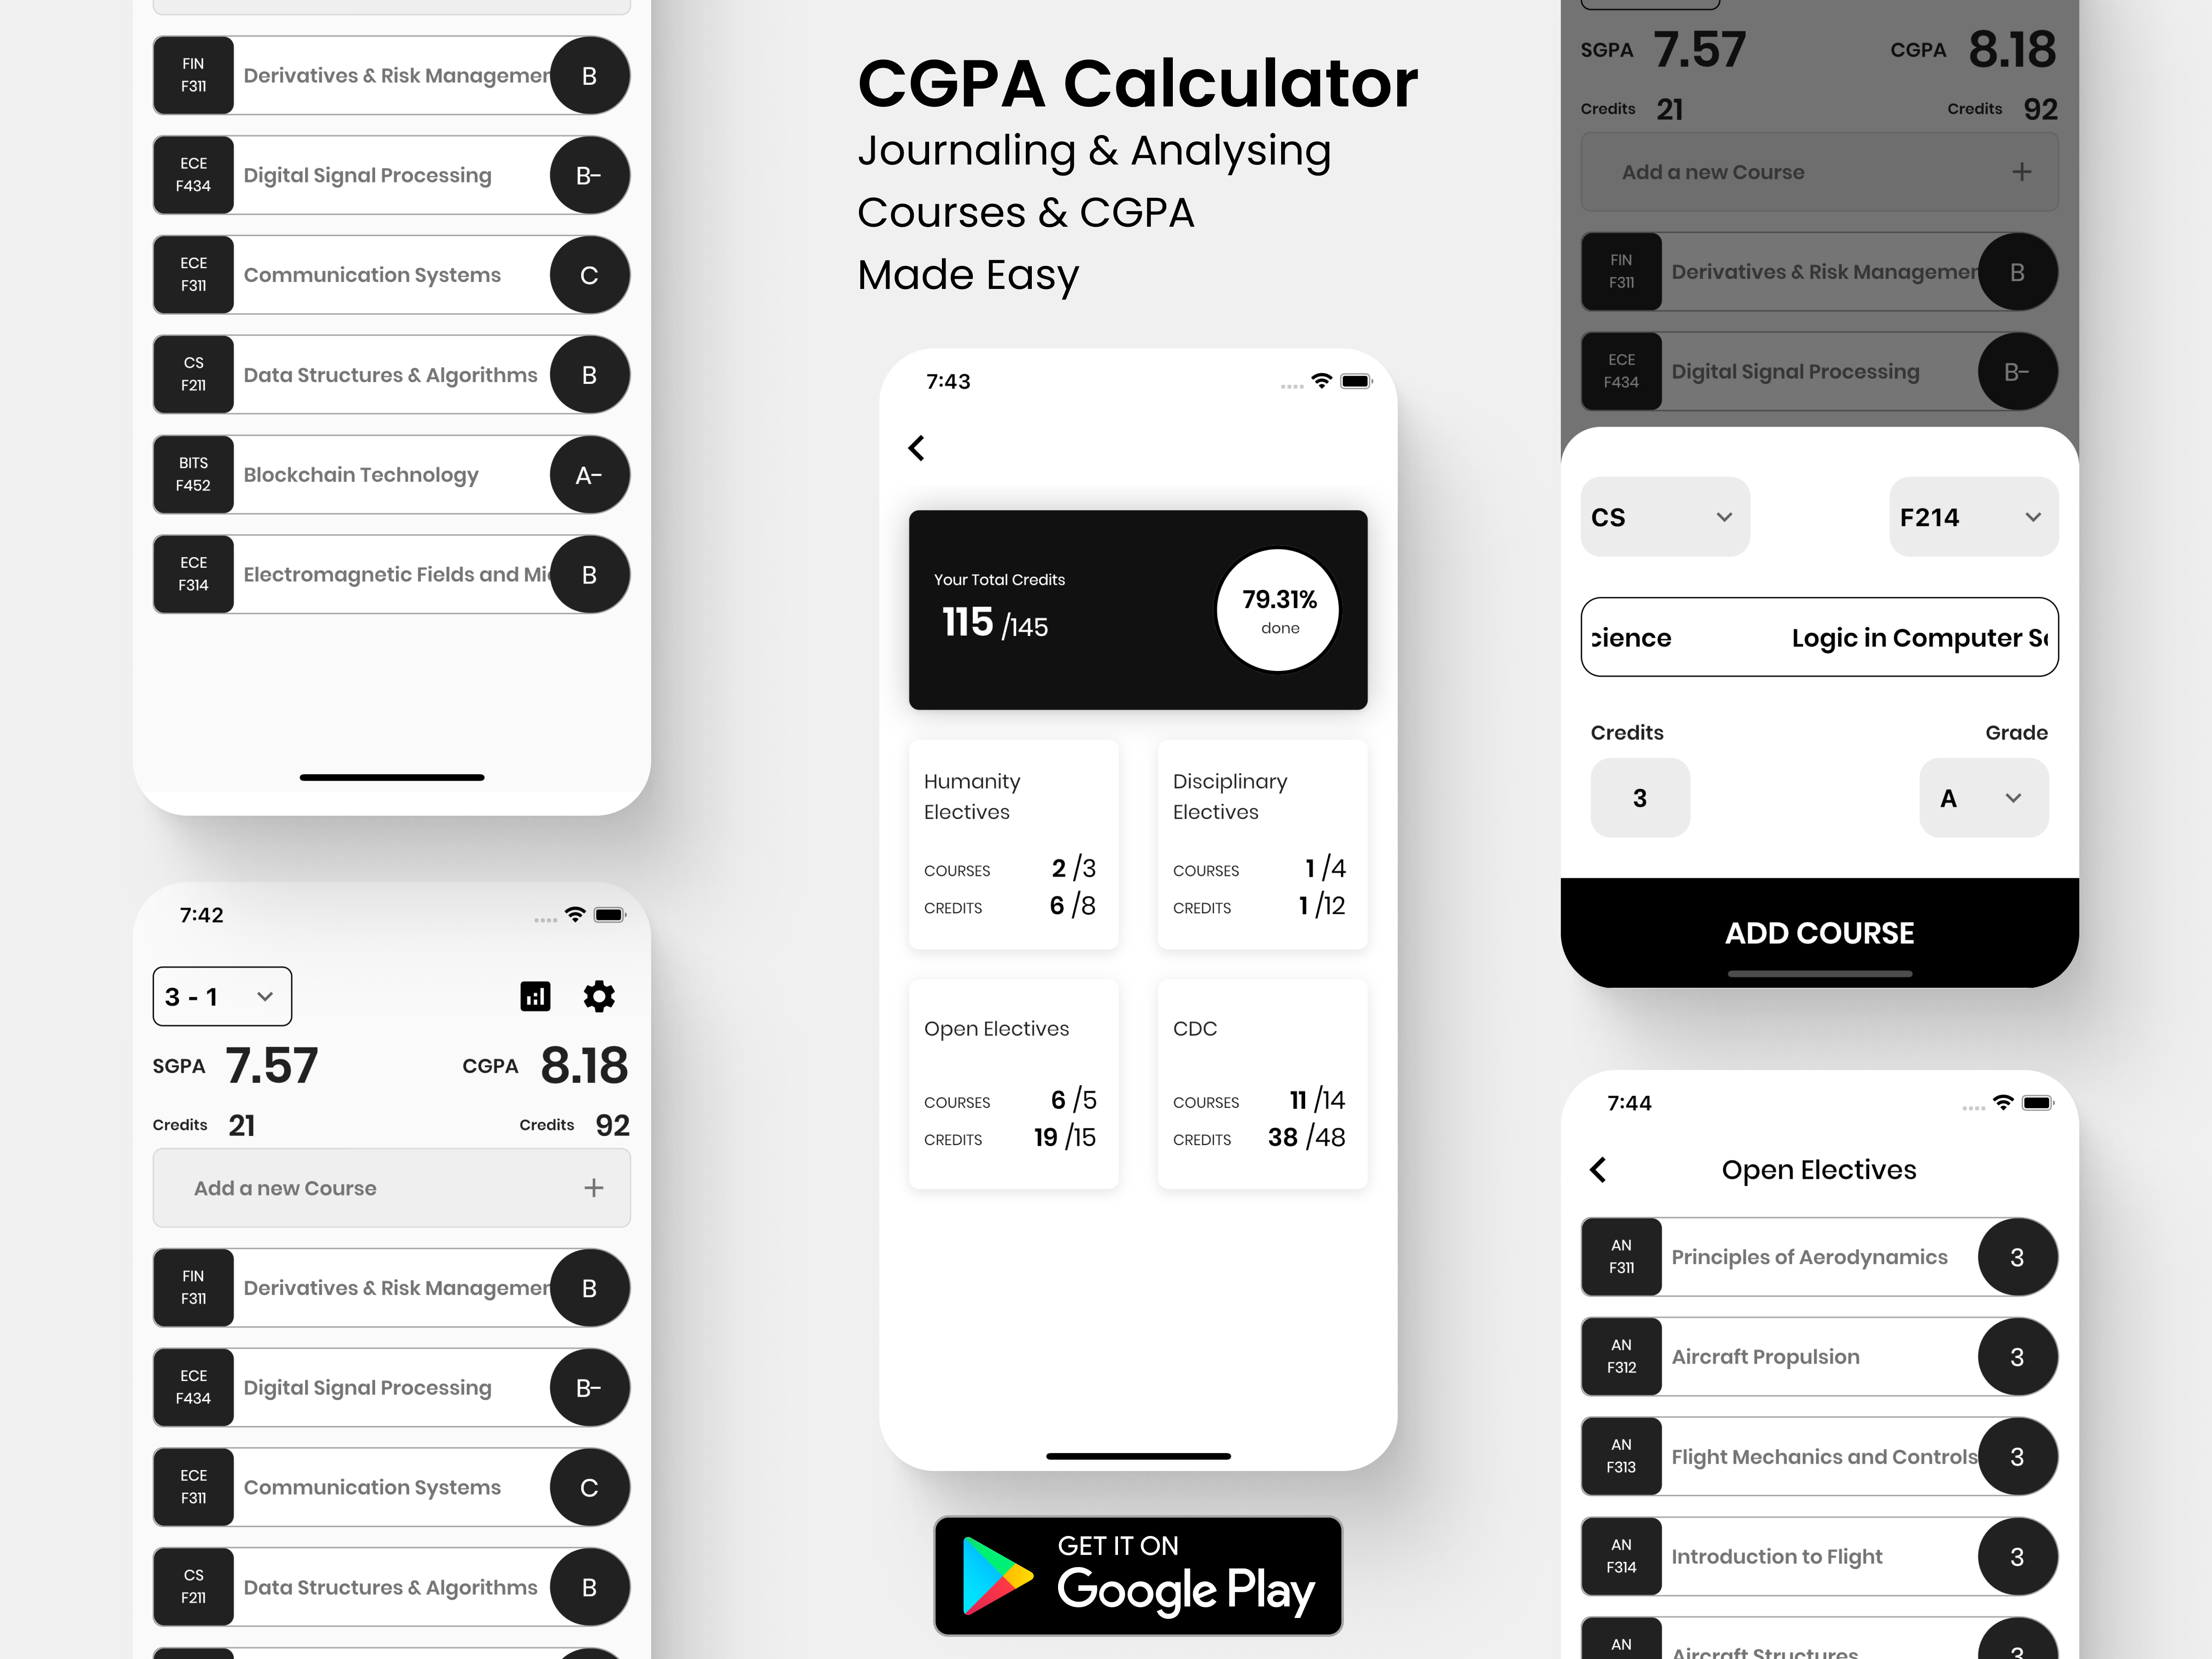 FIN
F311
Derivatives & Risk Managemen
B
ECE
F434
Digital Signal Processing
B-
ECE
F311
Communication Systems
C
CS
F211
Data Structures & Algorithms
B
BITS
F452
Blockchain Technology
A-
ECE
F314
Electromagnetic Fields and Mic
B
7:42
3 - 1
SGPA 7.57 CGPA 8.18
Credits 21 Credits 92
Add a new Course +
FIN
F311
Derivatives & Risk Managemen
B
ECE
F434
Digital Signal Processing
B-
ECE
F311
Communication Systems
C
CS
F211
Data Structures & Algorithms
B
CGPA Calculator
Journaling & Analysing
Courses & CGPA
Made Easy
7:43
Your Total Credits
115 /145
79.31%
done
Humanity
Electives
COURSES 2 /3
CREDITS 6 /8
Disciplinary
Electives
COURSES 1 /4
CREDITS 1 /12
Open Electives
COURSES 6 /5
CREDITS 19 /15
CDC
COURSES 11 /14
CREDITS 38 /48
GET IT ON
Google Play
SGPA 7.57 CGPA 8.18
Credits 21 Credits 92
Add a new Course +
FIN
F311
Derivatives & Risk Managemen
B
ECE
F434
Digital Signal Processing
B-
CS F214
cience Logic in Computer Sc
Credits Grade
3 A
ADD COURSE
7:44
Open Electives
AN
F311
Principles of Aerodynamics
3
AN
F312
Aircraft Propulsion
3
AN
F313
Flight Mechanics and Controls
3
AN
F314
Introduction to Flight
3
AN
Aircraft Structures
3